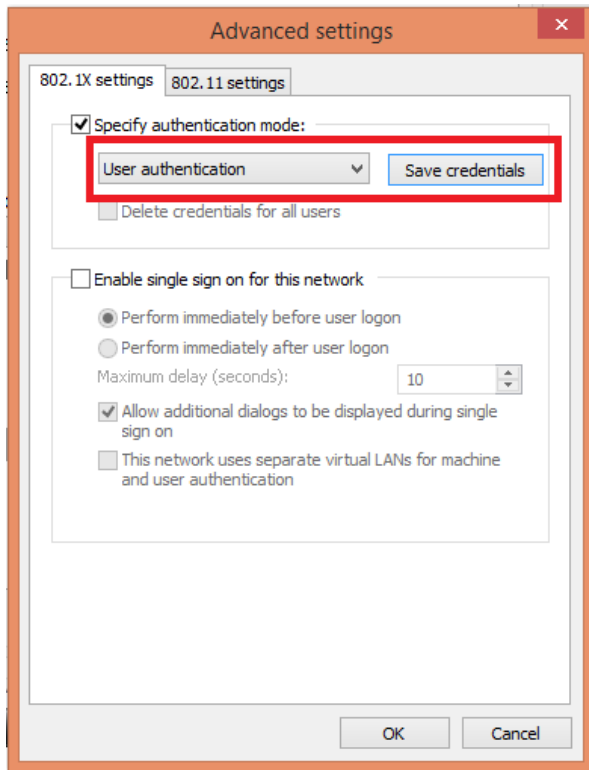 Advanced settings
802.1X settings
802.11 settings
Specify authentication mode:
User authentication
Save credentials
Delete credentials for all users
Enable single sign on for this network
Perform immediately before user logon
Perform immediately after user logon
Maximum delay (seconds):
10
Allow additional dialogs to be displayed during single
sign on
This network uses separate virtual LANs for machine
and user authentication
OK
Cancel